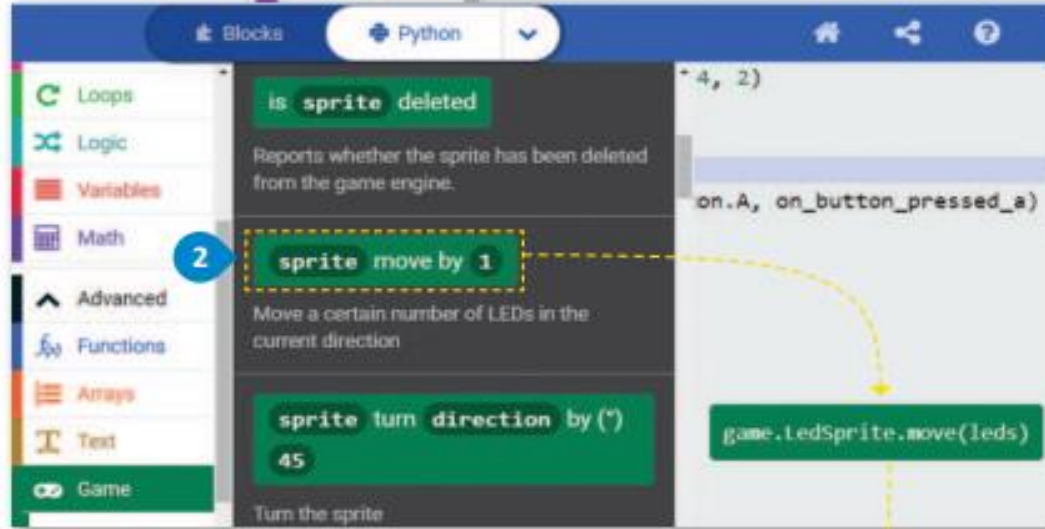 Blocks
Python
Loops
Logic
Variables
Math
Advanced
Functions
Arrays
Text
Game
is sprite deleted
Reports whether the sprite has been deleted
from the game engine.
2
sprite move by 1
Move a certain number of LEDs in the
current direction
sprite turn direction by (°)
45
Turn the sprite
4, 2)
on.A, on_button_pressed_a)
game.LedSprite.move(leds)